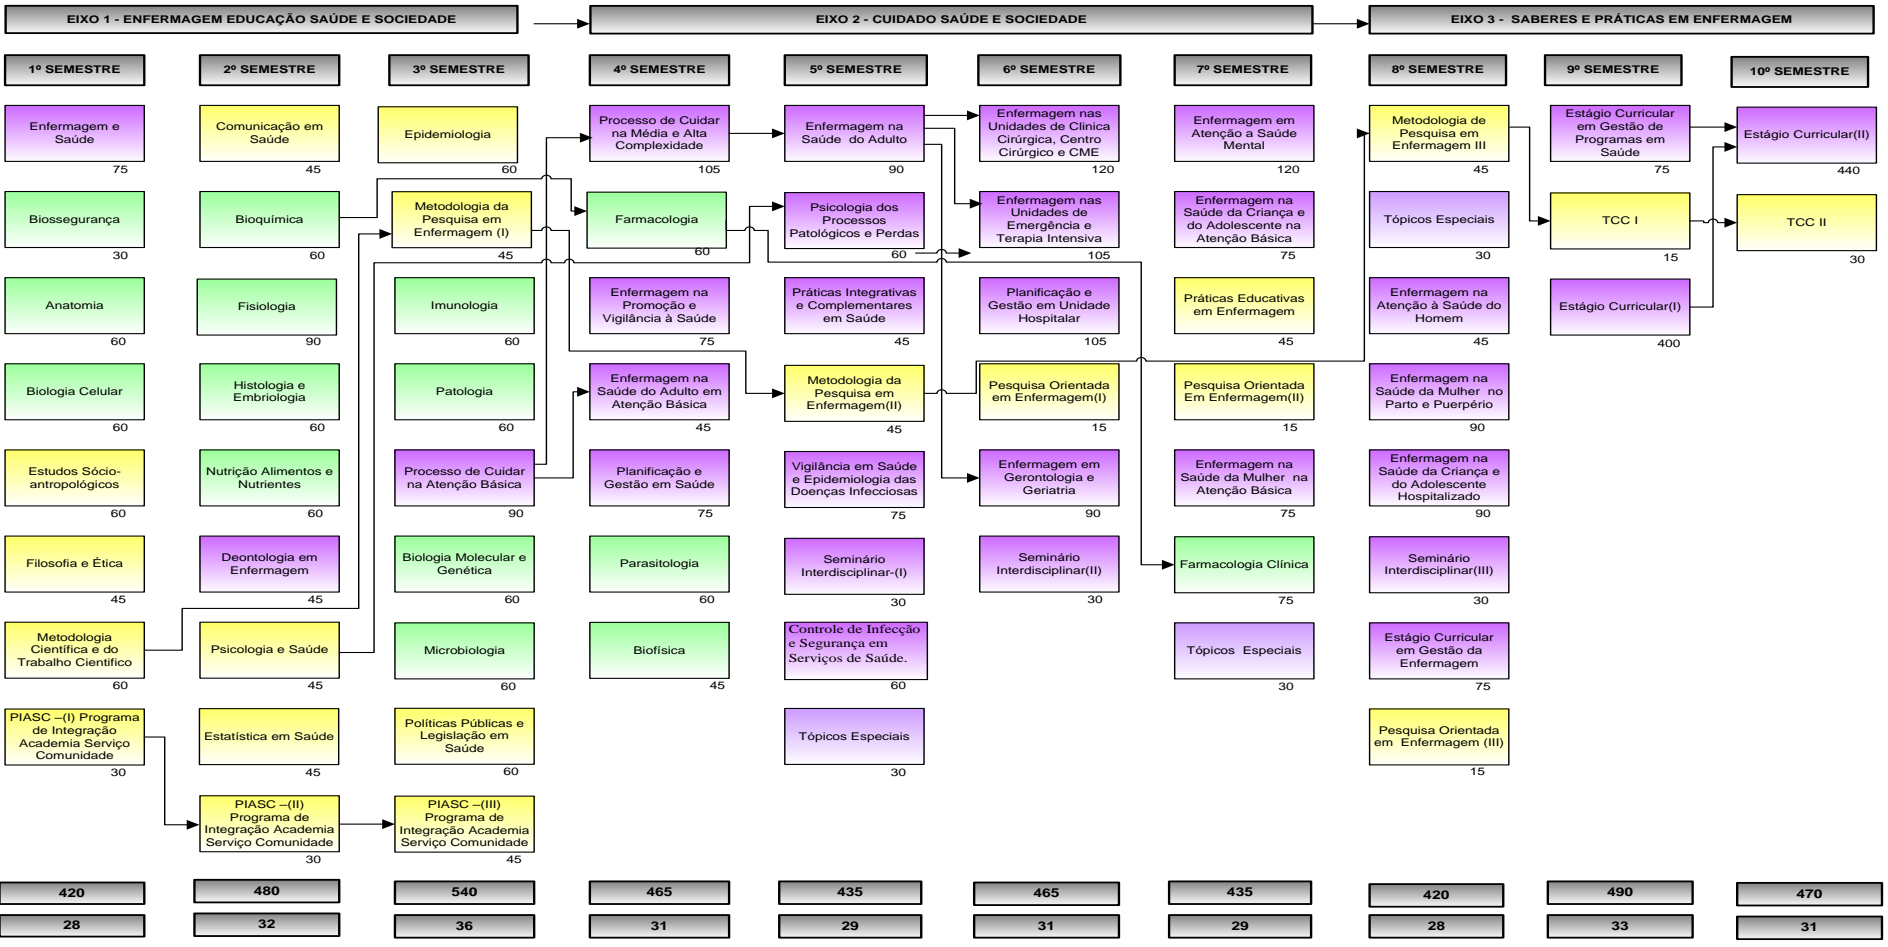 EIXO 1 - ENFERMAGEM EDUCAÇÃO SAÚDE E SOCIEDADE
EIXO 2 - CUIDADO SAÚDE E SOCIEDADE
EIXO 3 - SABERES E PRÁTICAS EM ENFERMAGEM
1º SEMESTRE
Enfermagem e
Saúde
75
Biossegurança
30
Anatomia
60
Biologia Celular
60
Estudos Sócio-
antropológicos
60
Filosofia e Ética
45
Metodologia
Científica e do
Trabalho Cientifico
60
PIASC –(I) Programa
de Integração
Academia Serviço
Comunidade
30
420
28
2º SEMESTRE
Comunicação em
Saúde
45
Bioquímica
60
Fisiologia
90
Histologia e
Embriologia
60
Nutrição Alimentos e
Nutrientes
60
Deontologia em
Enfermagem
45
Psicologia e Saúde
45
Estatística em Saúde
45
PIASC –(II)
Programa de
Integração Academia
Serviço Comunidade
30
480
32
3º SEMESTRE
Epidemiologia
60
Metodologia da
Pesquisa em
Enfermagem (I)
45
Imunologia
60
Patologia
60
Processo de Cuidar
na Atenção Básica
90
Biologia Molecular e
Genética
60
Microbiologia
60
Políticas Públicas e
Legislação em
Saúde
60
PIASC –(III)
Programa de
Integração Academia
Serviço Comunidade
45
540
36
4º SEMESTRE
Processo de Cuidar
na Média e Alta
Complexidade
105
Farmacologia
60
Enfermagem na
Promoção e
Vigilância à Saúde
75
Enfermagem na
Saúde do Adulto em
Atenção Básica
45
Planificação e
Gestão em Saúde
75
Parasitologia
60
Biofísica
45
465
31
5º SEMESTRE
Enfermagem na
Saúde do Adulto
90
Psicologia dos
Processos
Patológicos e Perdas
60
Práticas Integrativas
e Complementares
em Saúde
45
Metodologia da
Pesquisa em
Enfermagem(II)
45
Vigilância em Saúde
e Epidemiologia das
Doenças Infecciosas
75
Seminário
Interdisciplinar-(I)
30
Controle de Infecção
e Segurança em
Serviços de Saúde.
60
Tópicos Especiais
30
435
29
6º SEMESTRE
Enfermagem nas
Unidades de Clinica
Cirúrgica, Centro
Cirúrgico e CME
120
Enfermagem nas
Unidades de
Emergência e
Terapia Intensiva
105
Planificação e
Gestão em Unidade
Hospitalar
105
Pesquisa Orientada
em Enfermagem(I)
15
Enfermagem em
Gerontologia e
Geriatria
90
Seminário
Interdisciplinar(II)
30
465
31
7º SEMESTRE
Enfermagem em
Atenção a Saúde
Mental
120
Enfermagem na
Saúde da Criança e
do Adolescente na
Atenção Básica
75
Práticas Educativas
em Enfermagem
45
Pesquisa Orientada
Em Enfermagem(II)
15
Enfermagem na
Saúde da Mulher na
Atenção Básica
75
Farmacologia Clínica
75
Tópicos Especiais
30
435
29
8º SEMESTRE
Metodologia de
Pesquisa em
Enfermagem III
45
Tópicos Especiais
30
Enfermagem na
Atenção à Saúde do
Homem
45
Enfermagem na
Saúde da Mulher no
Parto e Puerpério
90
Enfermagem na
Saúde da Criança e
do Adolescente
Hospitalizado
90
Seminário
Interdisciplinar(III)
30
Estágio Curricular
em Gestão da
Enfermagem
75
Pesquisa Orientada
em Enfermagem (III)
15
420
28
9º SEMESTRE
Estágio Curricular
em Gestão de
Programas em
Saúde
75
TCC I
15
Estágio Curricular(I)
400
490
33
10º SEMESTRE
Estágio Curricular(II)
440
TCC II
30
470
31